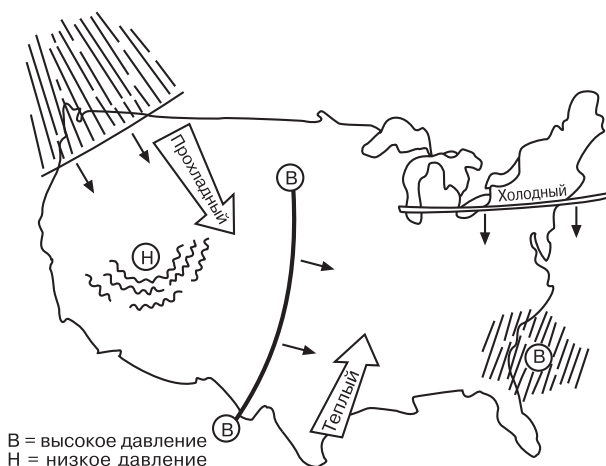 Прохладный
В
Холодный
Н
В
Теплый
В
В = высокое давление
Н = низкое давление